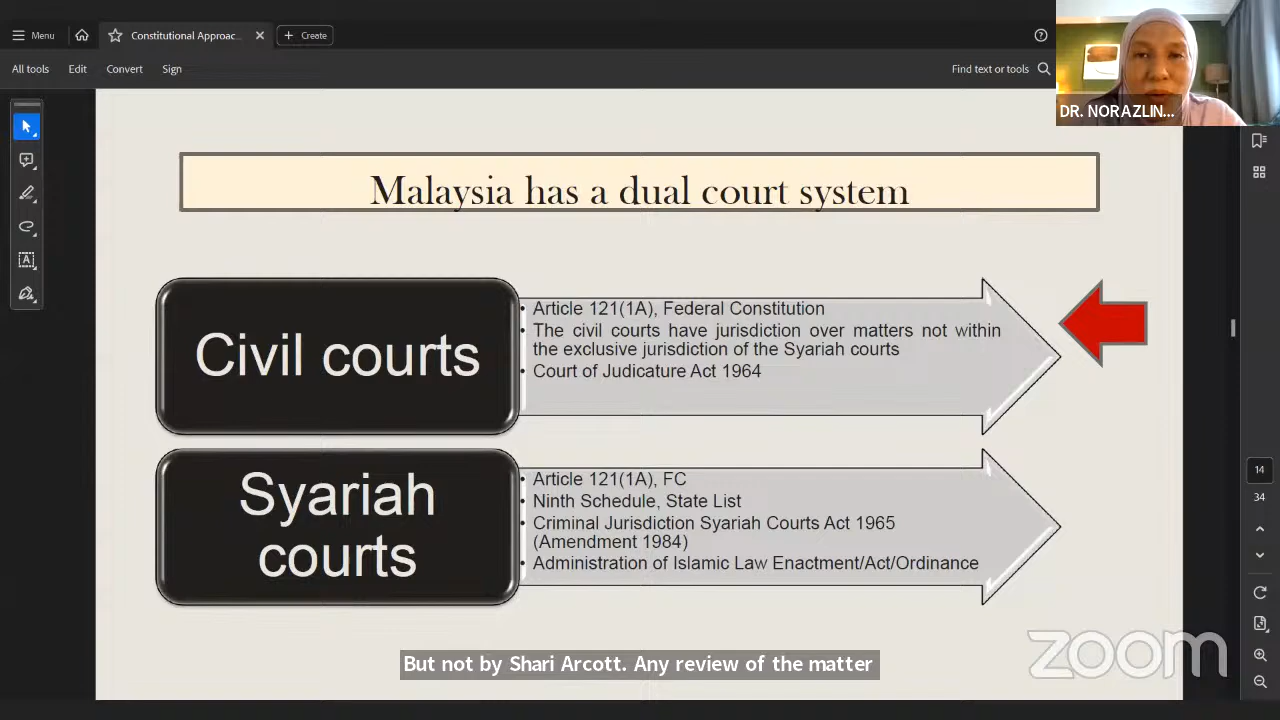 Menu
Constitutional Approac...
Create
All tools
Edit
Convert
Sign
Find text or tools
DR. NORAZLIN...
Malaysia has a dual court system
Civil courts
• Article 121(1A), Federal Constitution
• The civil courts have jurisdiction over matters not within
the exclusive jurisdiction of the Syariah courts
• Court of Judicature Act 1964
Syariah
courts
• Article 121(1A), FC
• Ninth Schedule, State List
• Criminal Jurisdiction Syariah Courts Act 1965
(Amendment 1984)
• Administration of Islamic Law Enactment/Act/Ordinance
14
34
But not by Shari Arcott. Any review of the matter
zoom